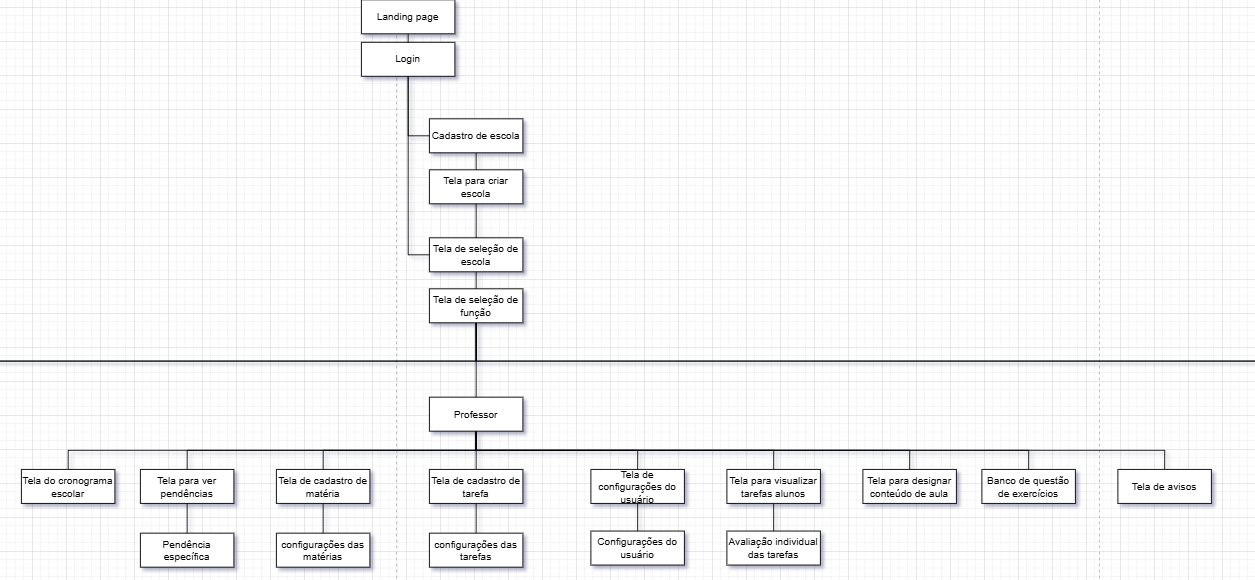 Landing page
Login
Cadastro de escola
Tela para criar
escola
Tela de seleção de
escola
Tela de seleção de
função
Professor
Tela do cronograma
escolar
Tela para ver
pendências
Tela de cadastro de
matéria
Tela de cadastro de
tarefa
Tela de
configurações do
usuário
Tela para visualizar
tarefas alunos
Tela para designar
conteúdo de aula
Banco de questão
de exercícios
Tela de avisos
Pendência
específica
configurações das
matérias
configurações das
tarefas
Configurações do
usuário
Avaliação individual
das tarefas